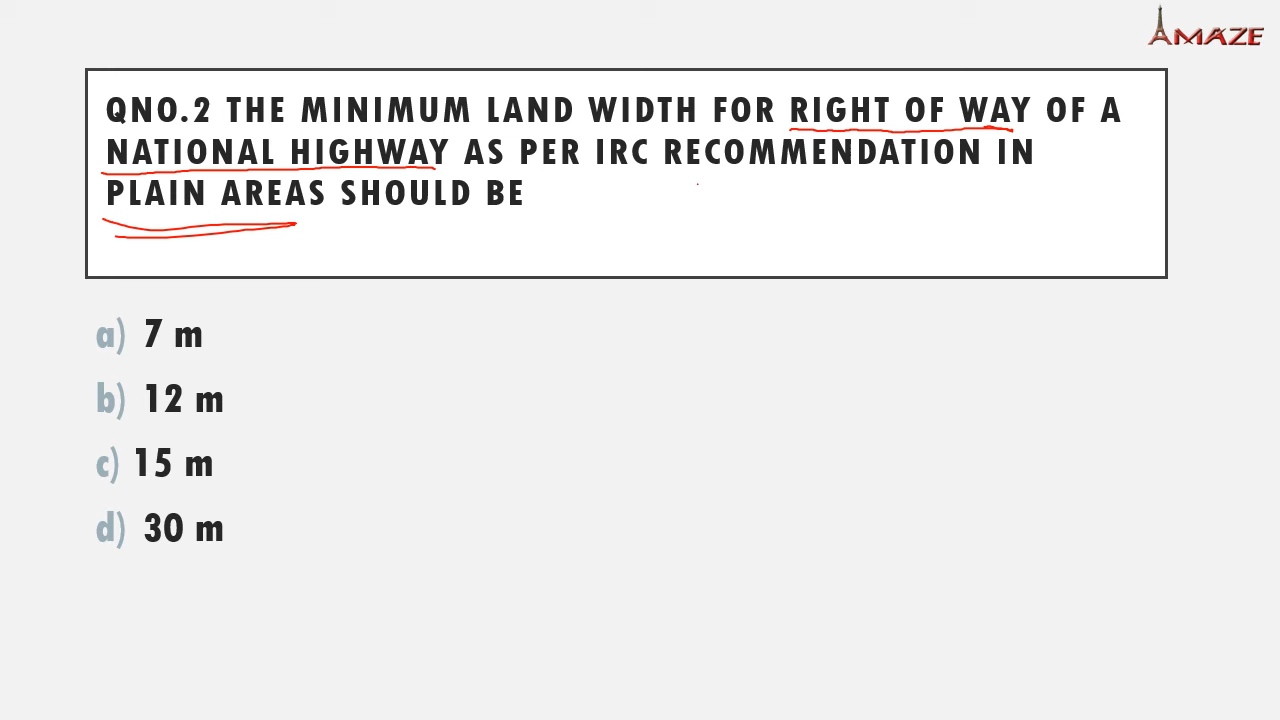 AMAZE
QNO.2 THE MINIMUM LAND WIDTH FOR RIGHT OF WAY OF A
NATIONAL HIGHWAY AS PER IRC RECOMMENDATION IN
PLAIN AREAS SHOULD BE
a) 7 m
b) 12 m
c) 15 m
d) 30 m